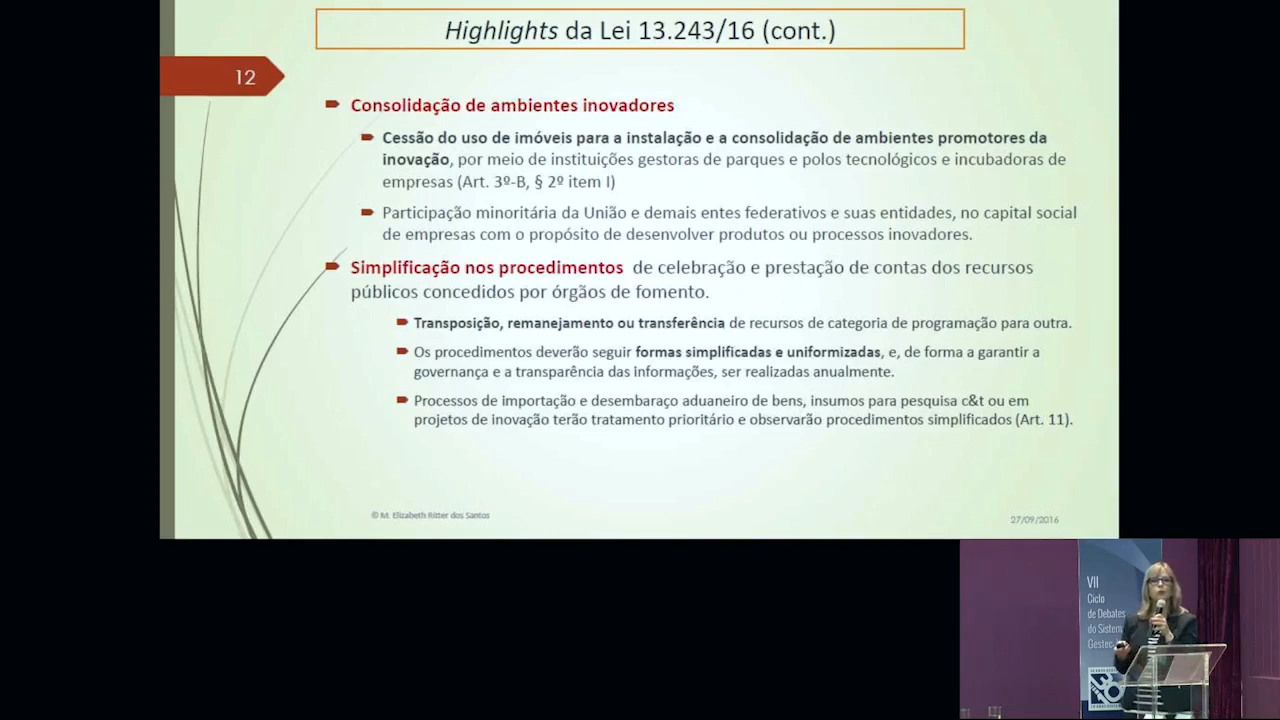 Highlights da Lei 13.243/16 (cont.)
12
Consolidação de ambientes inovadores
Cessão do uso de imóveis para a instalação e a consolidação de ambientes promotores da
inovação, por meio de instituições gestoras de parques e polos tecnológicos e incubadoras de
empresas (Art. 3º-B, § 2º item I)
Participação minoritária da União e demais entes federativos e suas entidades, no capital social
de empresas com o propósito de desenvolver produtos ou processos inovadores.
Simplificação nos procedimentos de celebração e prestação de contas dos recursos
públicos concedidos por órgãos de fomento.
Transposição, remanejamento ou transferência de recursos de categoria de programação para outra.
Os procedimentos deverão seguir formas simplificadas e uniformizadas, e, de forma a garantir a
governança e a transparência das informações, ser realizadas anualmente.
Processos de importação e desembaraço aduaneiro de bens, insumos para pesquisa c&t ou em
projetos de inovação terão tratamento prioritário e observarão procedimentos simplificados (Art. 11).
© M. Elizabeth Ritter dos Santos
27/09/2016
VII
Ciclo
de Debates
do Sistem
Gestec